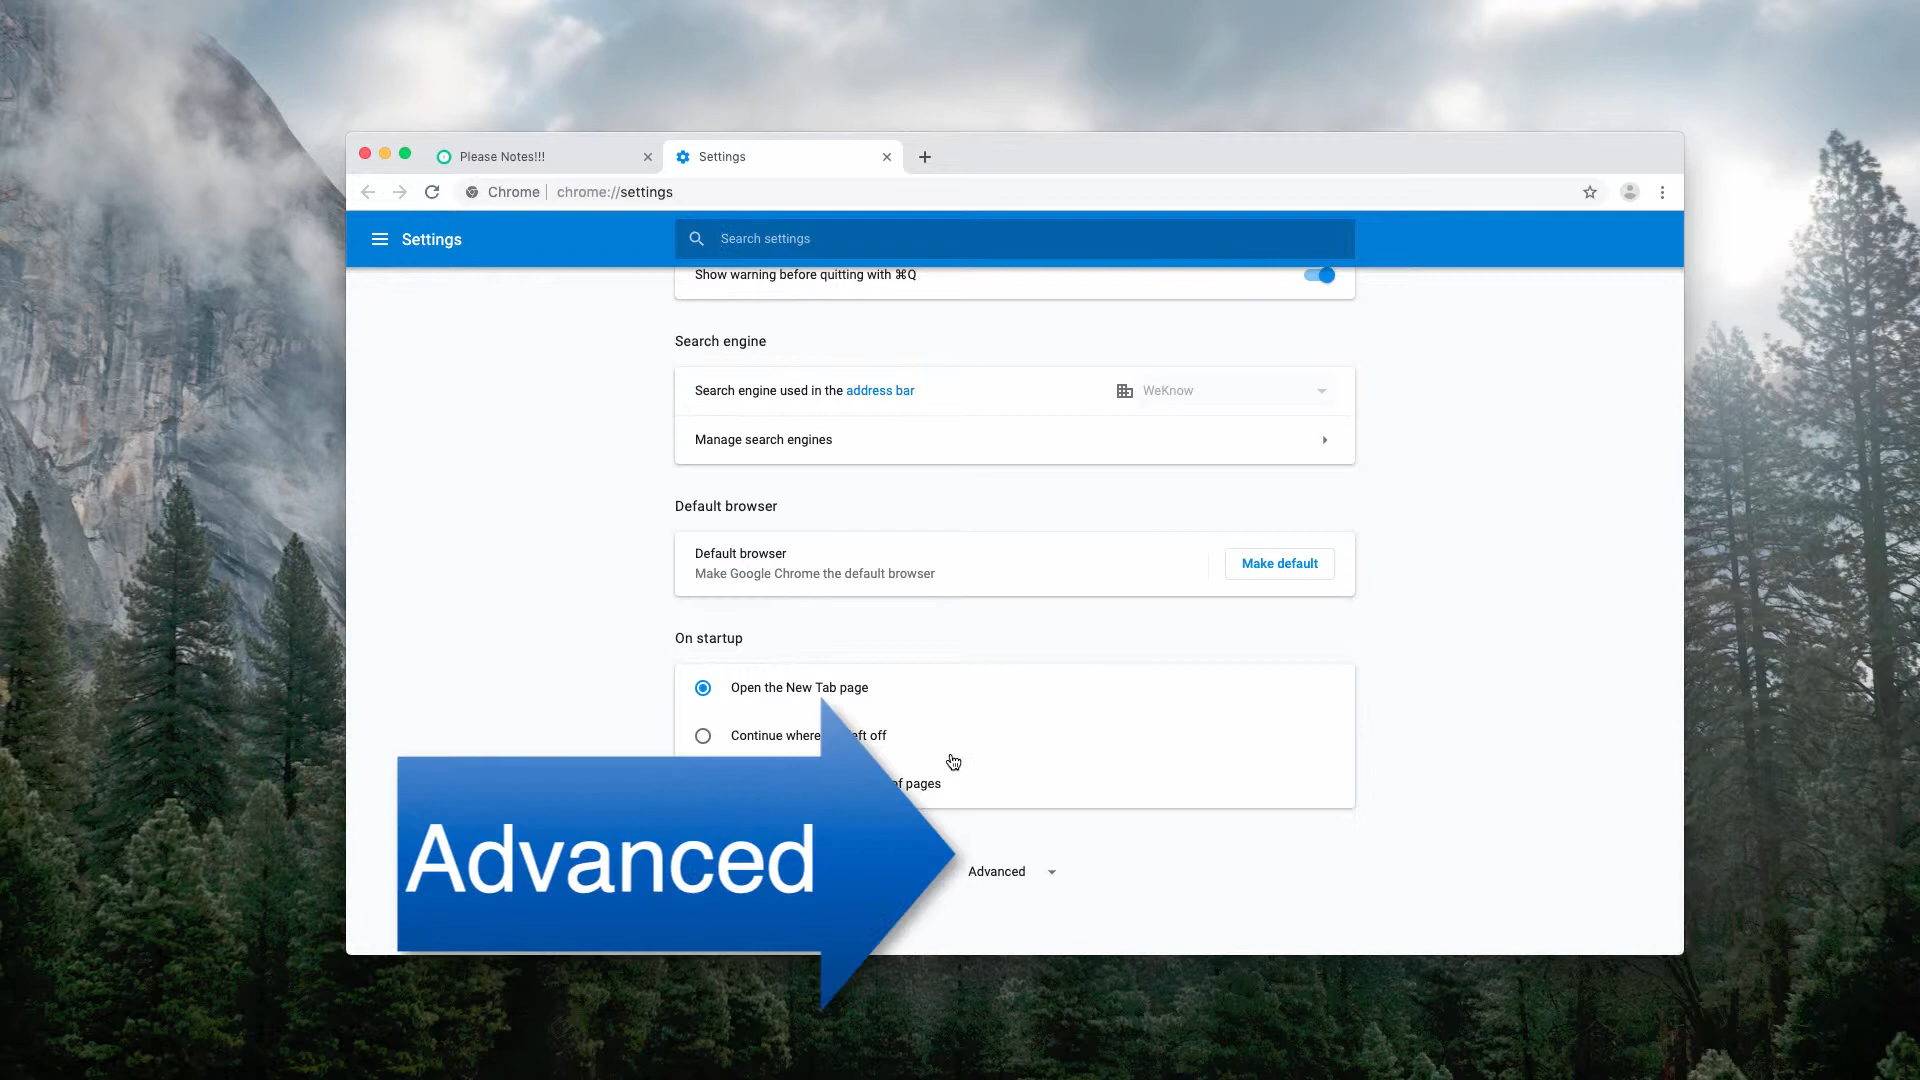 Please Notes!!!
Settings
Chrome | chrome://settings
Settings
Search settings
Show warning before quitting with ⌘Q
Search engine
Search engine used in the address bar
WeKnow
Manage search engines
Default browser
Default browser
Make Google Chrome the default browser
Make default
On startup
Open the New Tab page
Continue where
eft off
of pages
Advanced
Advanced